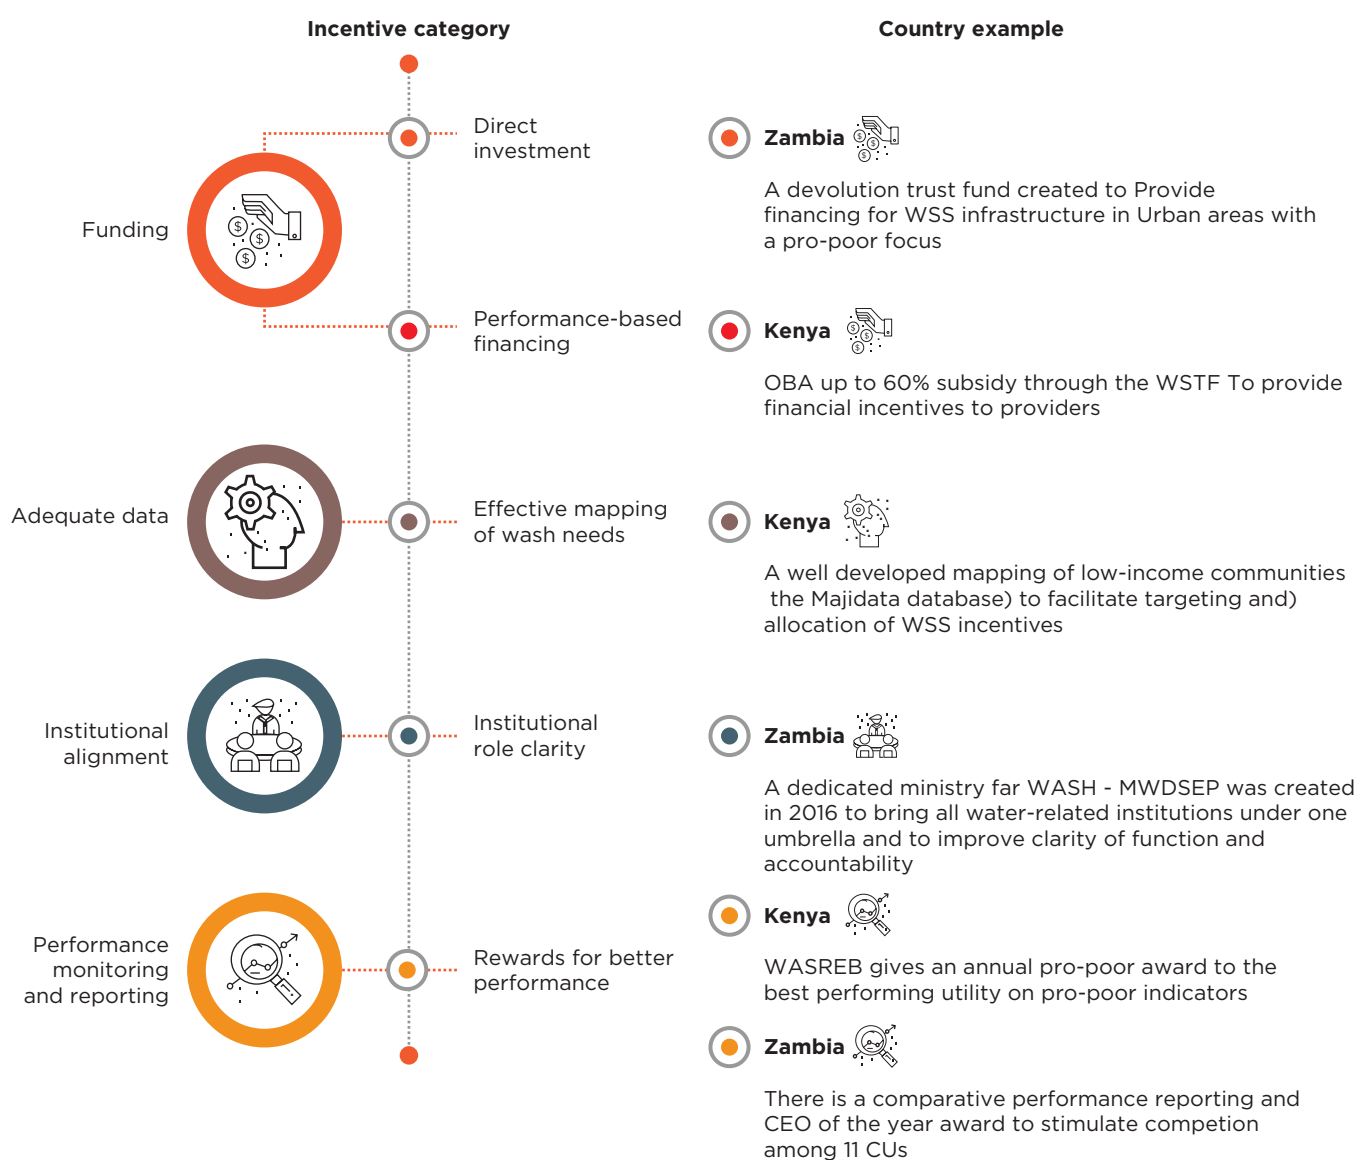 Incentive category
Country example
Funding
Direct
investment
Zambia
A devolution trust fund created to Provide
financing for WSS infrastructure in Urban areas with
a pro-poor focus
Performance-based
financing
Kenya
OBA up to 60% subsidy through the WSTF To provide
financial incentives to providers
Adequate data
Effective mapping
of wash needs
Kenya
A well developed mapping of low-income communities
the Majidata database) to facilitate targeting and)
allocation of WSS incentives
Institutional
alignment
Institutional
role clarity
Zambia
A dedicated ministry far WASH - MWDSEP was created
in 2016 to bring all water-related institutions under one
umbrella and to improve clarity of function and
accountability
Performance
monitoring
and reporting
Rewards for better
performance
Kenya
WASREB gives an annual pro-poor award to the
best performing utility on pro-poor indicators
Zambia
There is a comparative performance reporting and
CEO of the year award to stimulate competion
among 11 CUs